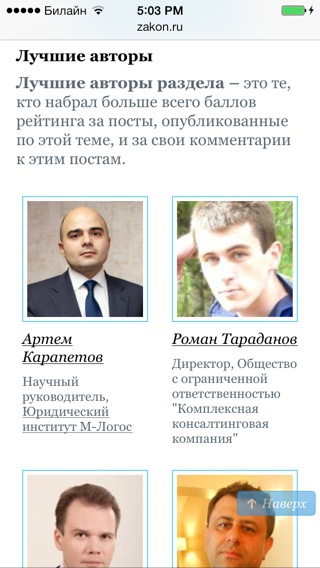 Билайн 5:03 PM
zakon.ru
Лучшие авторы
Лучшие авторы раздела – это те,
кто набрал больше всего баллов
рейтинга за посты, опубликованные
по этой теме, и за свои комментарии
к этим постам.
Артем
Карапетов
Научный
руководитель,
Юридический
институт М-Логос
Роман Тараданов
Директор, Общество
с ограниченной
ответственностью
"Комплексная
консалтинговая
компания"
↑ Наверх